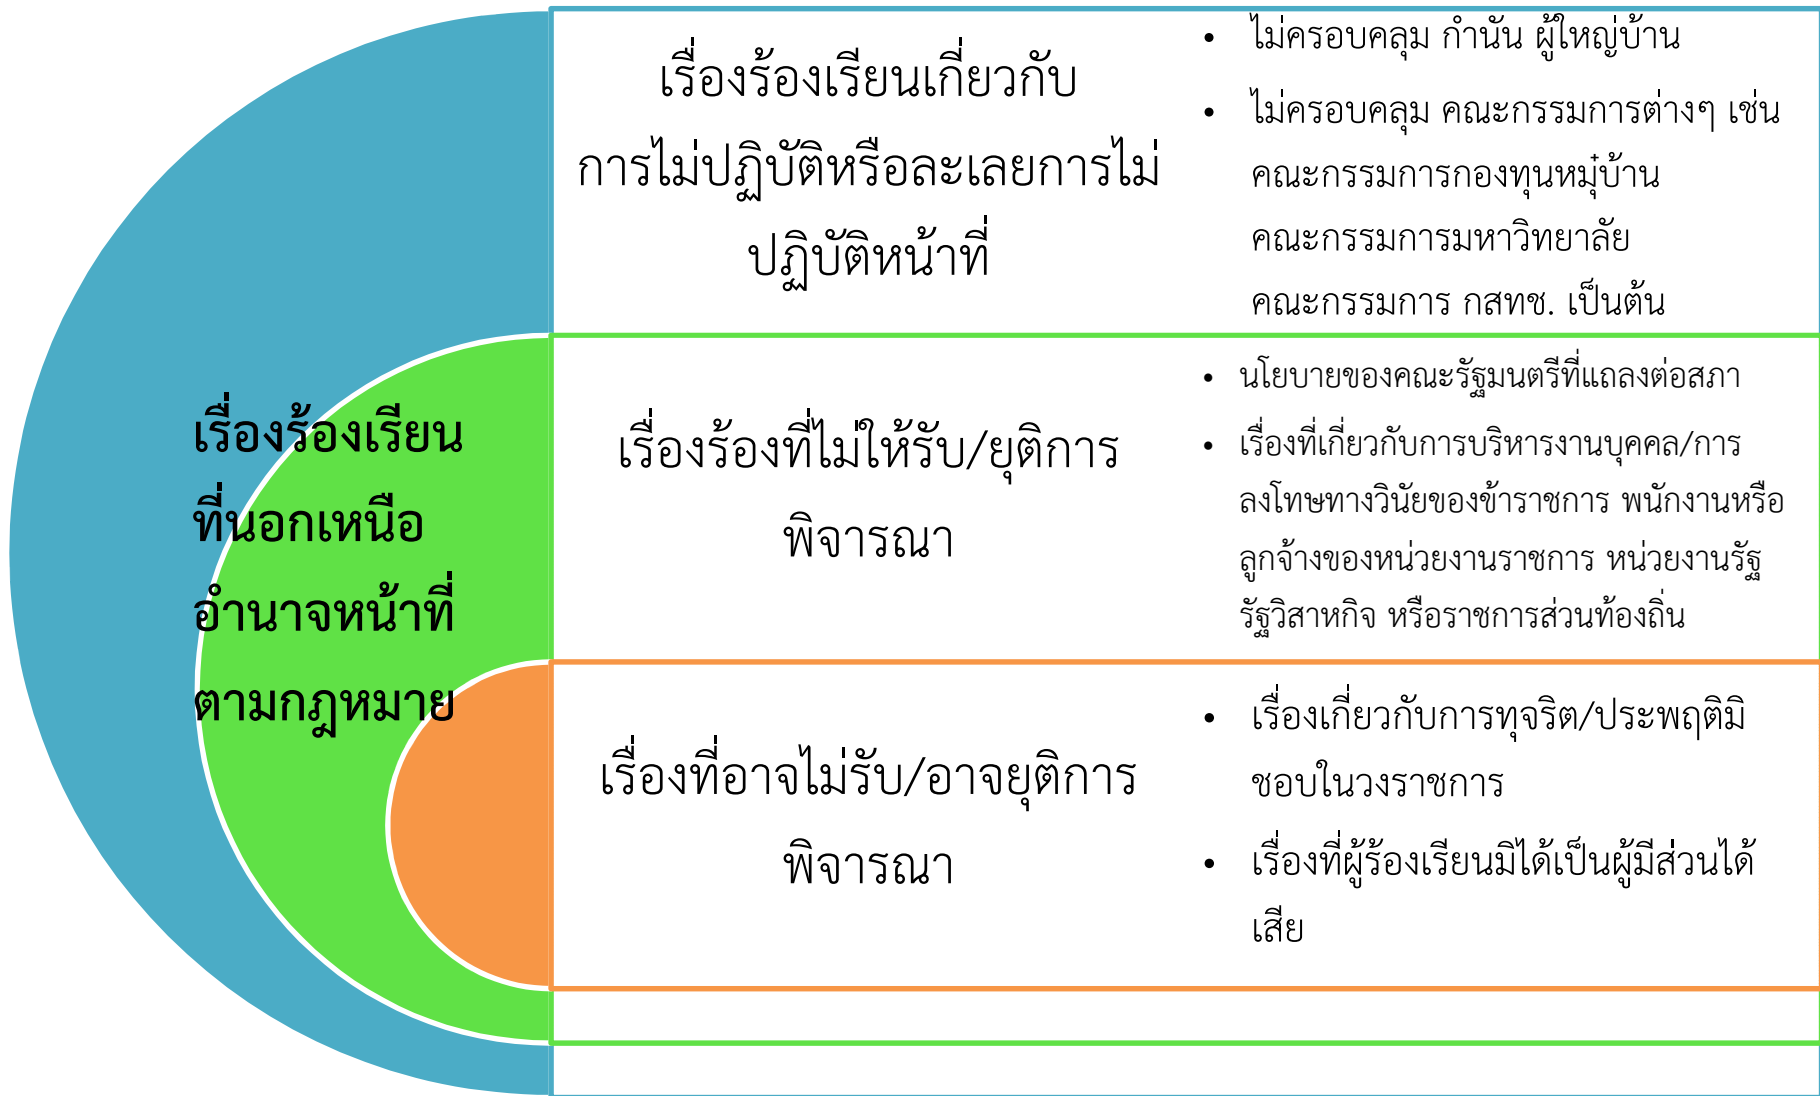 เรื่องร้องเรียน
ที่นอกเหนือ
อำนาจหน้าที่
ตามกฎหมาย
เรื่องร้องเรียนเกี่ยวกับ
การไม่ปฏิบัติหรือละเลยการไม่
ปฏิบัติหน้าที่
• ไม่ครอบคลุม กำนัน ผู้ใหญ่บ้าน
• ไม่ครอบคลุม คณะกรรมการต่างๆ เช่น
คณะกรรมการกองทุนหมุ๋บ้าน
คณะกรรมการมหาวิทยาลัย
คณะกรรมการ กสทช. เป็นต้น
เรื่องร้องที่ไม่ให้รับ/ยุติการ
พิจารณา
• นโยบายของคณะรัฐมนตรีที่แถลงต่อสภา
• เรื่องที่เกี่ยวกับการบริหารงานบุคคล/การ
ลงโทษทางวินัยของข้าราชการ พนักงานหรือ
ลูกจ้างของหน่วยงานราชการ หน่วยงานรัฐ
รัฐวิสาหกิจ หรือราชการส่วนท้องถิ่น
เรื่องที่อาจไม่รับ/อาจยุติการ
พิจารณา
• เรื่องเกี่ยวกับการทุจริต/ประพฤติมิ
ชอบในวงราชการ
• เรื่องที่ผู้ร้องเรียนมิได้เป็นผู้มีส่วนได้
เสีย